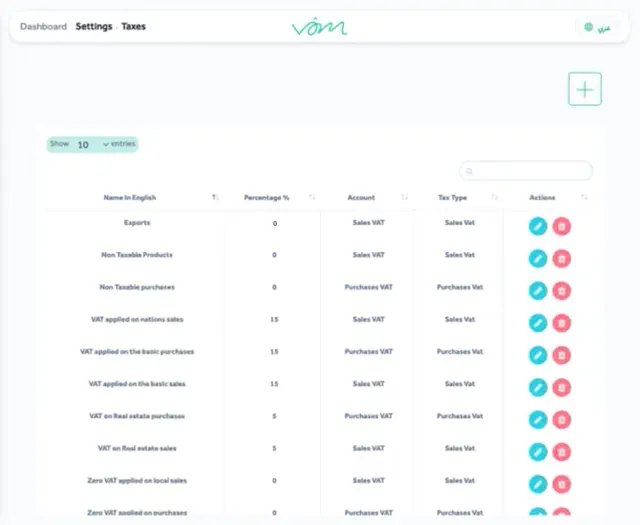 Dashboard Settings Taxes
vōm
Show 10 entries
Name In English Percentage % Account Tax Type Actions
Exports 0 Sales VAT Sales Vat
Non Taxable Products 0 Sales VAT Sales Vat
Non Taxable purchases 0 Purchases VAT Purchases Vat
VAT applied on nations sales 15 Sales VAT Sales Vat
VAT applied on the basic purchases 15 Purchases VAT Purchases Vat
VAT applied on the basic sales 15 Sales VAT Sales Vat
VAT on Real estate purchases 5 Purchases VAT Purchases Vat
VAT on Real estate sales 5 Sales VAT Sales Vat
Zero VAT applied on local sales 0 Sales VAT Sales Vat
Zero VAT applied on purchases 0 Purchases VAT Purchases Vat